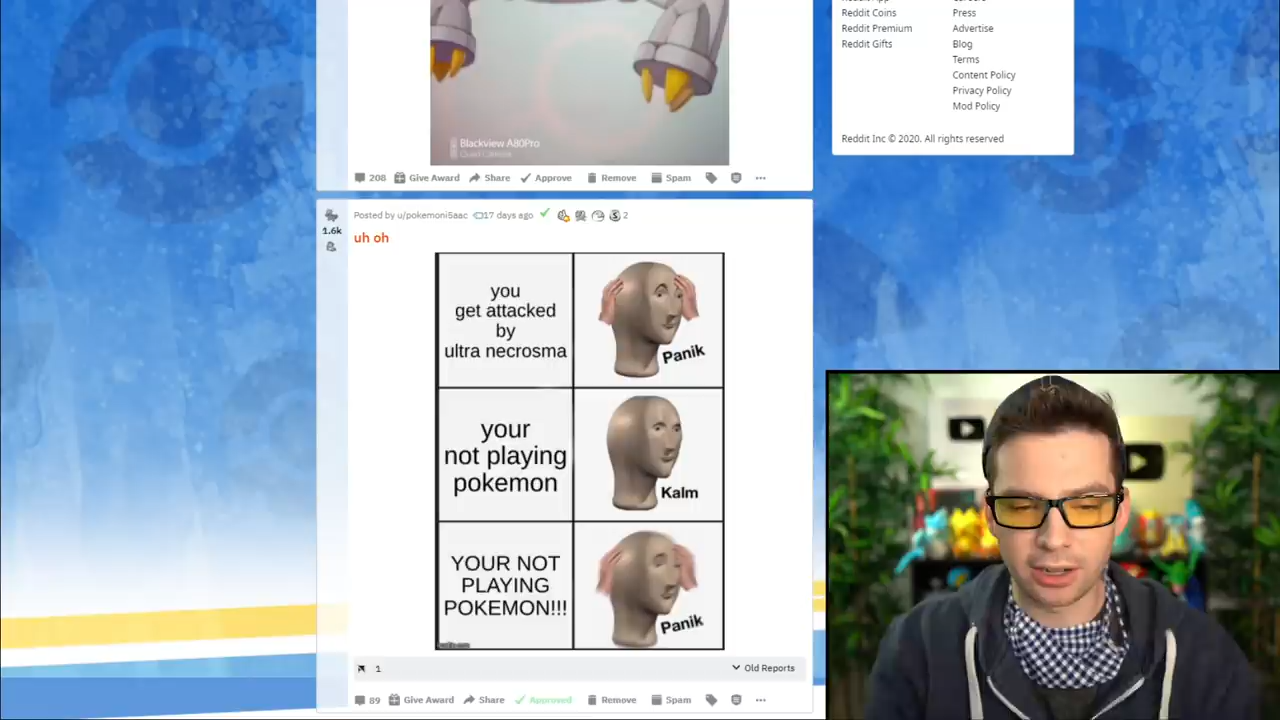 Reddit Coins
Press
Reddit Premium
Advertise
Reddit Gifts
Blog
Terms
Content Policy
Privacy Policy
Mod Policy
Reddit Inc © 2020. All rights reserved
Blackview A80Pro
208 Give Award Share Approve Remove Spam
Posted by u/pokemoni5aac 17 days ago 2
1.6k
uh oh
you
get attacked
by
ultra necrosma
Panik
your
not playing
pokemon
Kalm
YOUR NOT
PLAYING
POKEMON!!!
Panik
1 Old Reports
89 Give Award Share Approved Remove Spam